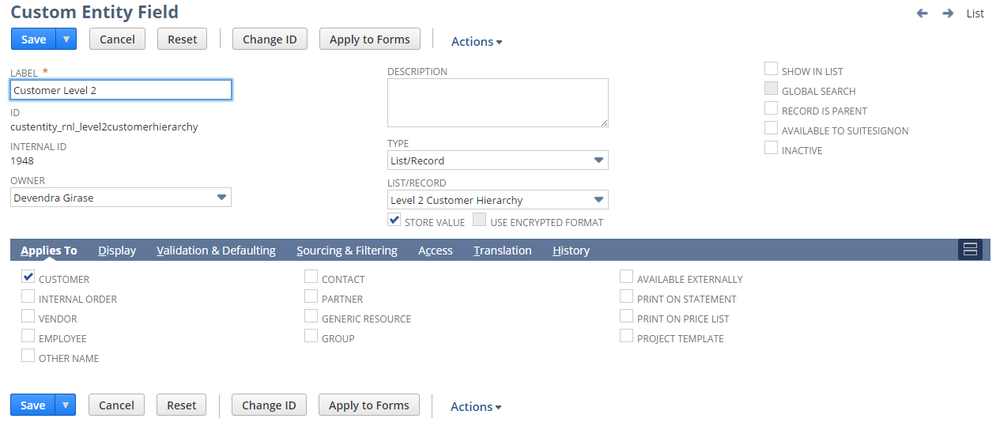 Custom Entity Field
List
Save Cancel Reset Change ID Apply to Forms Actions
LABEL *
Customer Level 2
ID
custentity_rnl_level2customerhierarchy
INTERNAL ID
1948
OWNER
Devendra Girase
DESCRIPTION
TYPE
List/Record
LIST/RECORD
Level 2 Customer Hierarchy
STORE VALUE USE ENCRYPTED FORMAT
SHOW IN LIST
GLOBAL SEARCH
RECORD IS PARENT
AVAILABLE TO SUITESIGNON
INACTIVE
Applies To Display Validation & Defaulting Sourcing & Filtering Access Translation History
CUSTOMER
INTERNAL ORDER
VENDOR
EMPLOYEE
OTHER NAME
CONTACT
PARTNER
GENERIC RESOURCE
GROUP
AVAILABLE EXTERNALLY
PRINT ON STATEMENT
PRINT ON PRICE LIST
PROJECT TEMPLATE
Save Cancel Reset Change ID Apply to Forms Actions